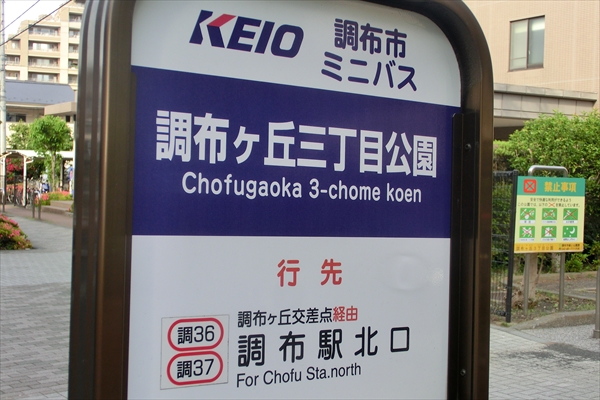 KEIO
調布市
ミニバス
調布ヶ丘三丁目公園
Chofugaoka 3-chome koen
行先
調36
調37
調布ヶ丘交差点経由
調布駅北口
For Chofu Sta.north
禁止事項